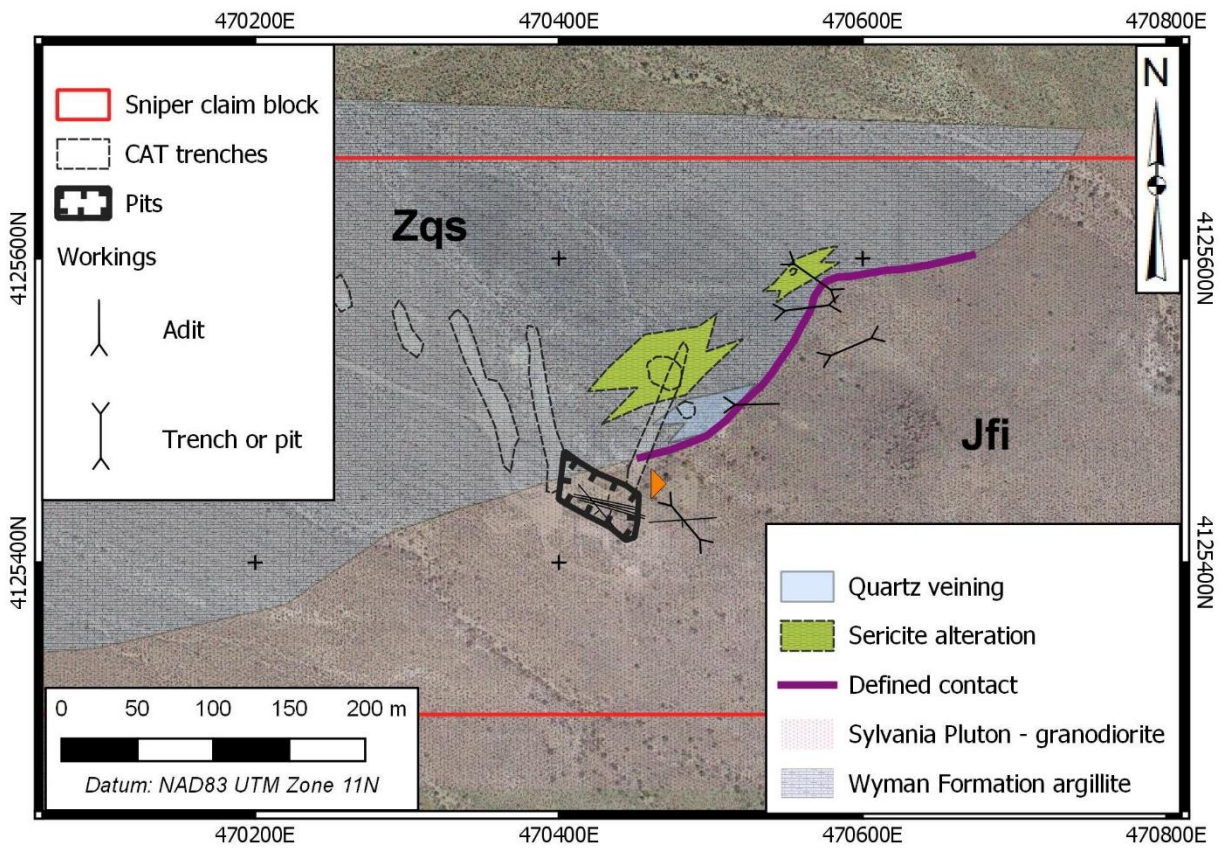 470200E
470400E
470600E
470800E
Sniper claim block
CAT trenches
Pits
Workings
Adit
Trench or pit
N
Zqs
Jfi
4125600N
4125600N
4125400N
4125400N
0 50 100 150 200 m
Datum: NAD83 UTM Zone 11N
Quartz veining
Sericite alteration
Defined contact
Sylvania Pluton - granodiorite
Wyman Formation argillite
470200E
470400E
470600E
470800E